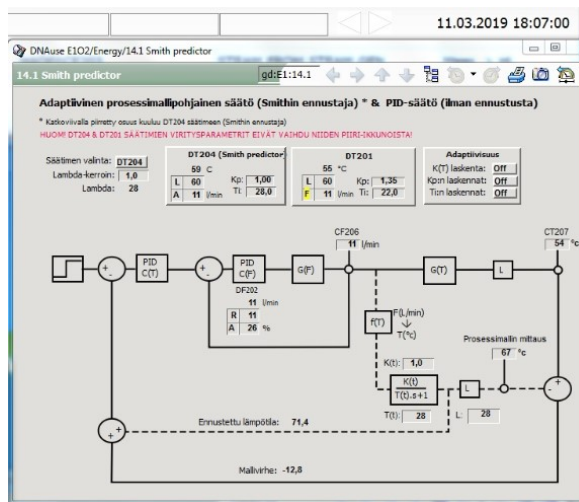 11.03.2019 18:07:00
DNAuse E1O2/Energy/14.1 Smith predictor
14.1 Smith predictor gd:E1:14.1
Adaptiivinen prosessimallipohjainen säätö (Smithin ennustaja) * & PID-säätö (ilman ennustusta)
* Katkoviivalla piirretty osuus kuuluu DT204 säätimeen (Smithin ennustaja)
HUOM! DT204 & DT201 SÄÄTIMIEN VIRITYSPARAMETRIT EIVÄT VAIHDU NIIDEN PIIRI-IKKUNOISTA!
Säätimen valinta: DT204
Lambda-kerroin: 1,0
Lambda: 28
DT204 (Smith predictor)
59 C
L 60 Kp: 1,00
A 11 l/min Ti: 28,0
DT201
55 °C
L 60 Kp: 1,35
F 11 l/min Ti: 22,0
Adaptiivisuus
K(T) laskenta: Off
Kp:n laskennat: Off
Ti:n laskennat: Off
CF206
11 l/min
CT207
54 °c
+ -
PID
C(T)
+ -
PID
C(F)
G(F)
G(T)
L
DF202
11 l/min
R 11
A 26 %
f(T)
F(L/min)
↓
T(°c)
Prosessimallin mittaus
67 °c
K(t): 1,0
K(t)
T(t).s+1
L
- +
T(t): 28
L: 28
Ennustettu lämpötila: 71,4
+ +
Mallivirhe: -12,8